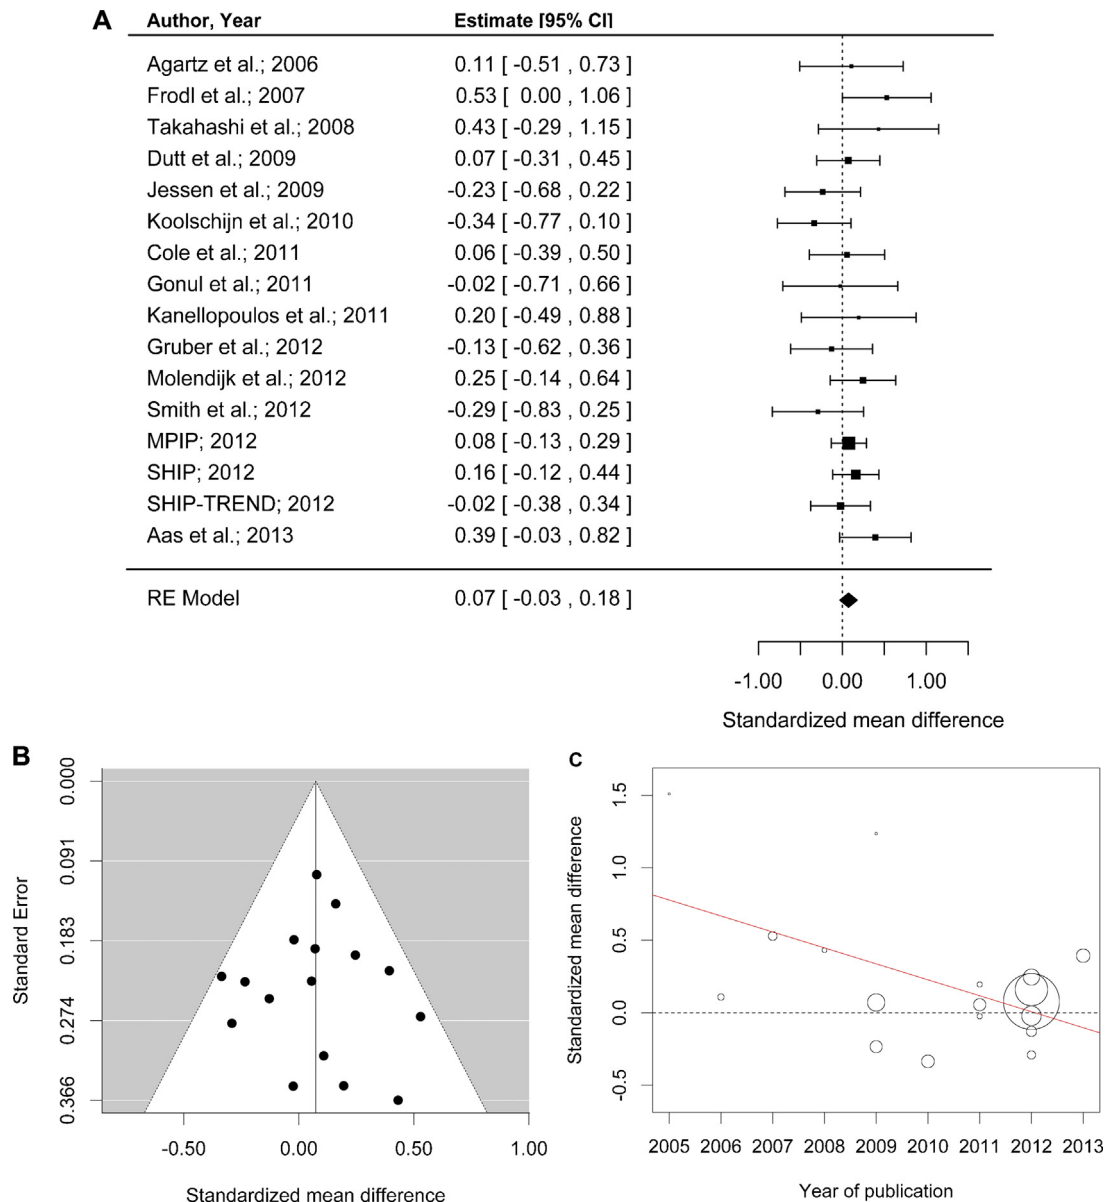 A
Author, Year Estimate [95% CI]
Agartz et al.; 2006 0.11 [ -0.51 , 0.73 ]
Frodl et al.; 2007 0.53 [ 0.00 , 1.06 ]
Takahashi et al.; 2008 0.43 [ -0.29 , 1.15 ]
Dutt et al.; 2009 0.07 [ -0.31 , 0.45 ]
Jessen et al.; 2009 -0.23 [ -0.68 , 0.22 ]
Koolschijn et al.; 2010 -0.34 [ -0.77 , 0.10 ]
Cole et al.; 2011 0.06 [ -0.39 , 0.50 ]
Gonul et al.; 2011 -0.02 [ -0.71 , 0.66 ]
Kanellopoulos et al.; 2011 0.20 [ -0.49 , 0.88 ]
Gruber et al.; 2012 -0.13 [ -0.62 , 0.36 ]
Molendijk et al.; 2012 0.25 [ -0.14 , 0.64 ]
Smith et al.; 2012 -0.29 [ -0.83 , 0.25 ]
MPIP; 2012 0.08 [ -0.13 , 0.29 ]
SHIP; 2012 0.16 [ -0.12 , 0.44 ]
SHIP-TREND; 2012 -0.02 [ -0.38 , 0.34 ]
Aas et al.; 2013 0.39 [ -0.03 , 0.82 ]
RE Model 0.07 [ -0.03 , 0.18 ]
-1.00 0.00 1.00
Standardized mean difference
B
Standard Error
0.000
0.091
0.183
0.274
0.366
-0.50 0.00 0.50 1.00
Standardized mean difference
C
Standardized mean difference
1.5
1.0
0.5
0.0
-0.5
2005 2006 2007 2008 2009 2010 2011 2012 2013
Year of publication